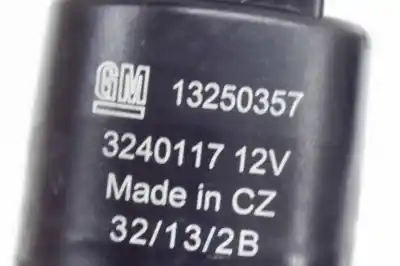 GM 13250357
3240117 12V
Made in CZ
32/13/2B